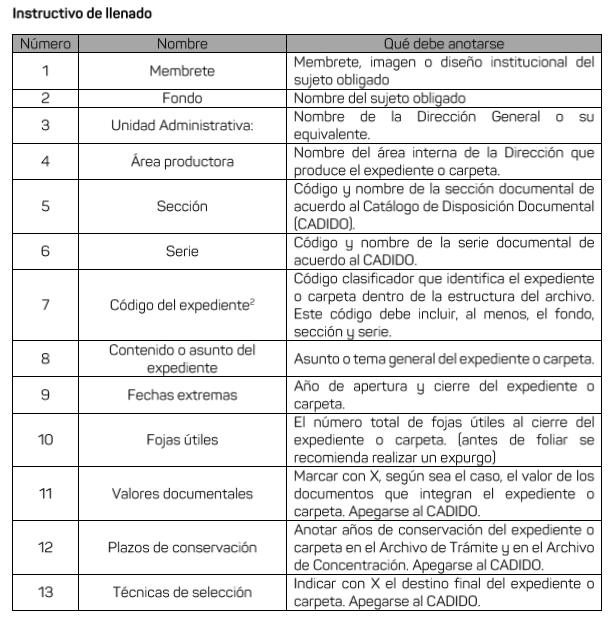 Instructivo de llenado
Número Nombre Qué debe anotarse
1 Membrete Membrete, imagen o diseño institucional del
sujeto obligado
2 Fondo Nombre del sujeto obligado
3 Unidad Administrativa: Nombre de la Dirección General o su
equivalente.
4 Área productora Nombre del área interna de la Dirección que
produce el expediente o carpeta.
5 Sección Código y nombre de la sección documental de
acuerdo al Catálogo de Disposición Documental
(CADIDO).
6 Serie Código y nombre de la serie documental de
acuerdo al CADIDO.
7 Código del expediente² Código clasificador que identifica el expediente
o carpeta dentro de la estructura del archivo.
Este código debe incluir, al menos, el fondo,
sección y serie.
8 Contenido o asunto del
expediente Asunto o tema general del expediente o carpeta.
9 Fechas extremas Año de apertura y cierre del expediente o
carpeta.
10 Fojas útiles El número total de fojas útiles al cierre del
expediente o carpeta. (antes de foliar se
recomienda realizar un expurgo)
11 Valores documentales Marcar con X, según sea el caso, el valor de los
documentos que integran el expediente o
carpeta. Apegarse al CADIDO.
12 Plazos de conservación Anotar años de conservación del expediente o
carpeta en el Archivo de Trámite y en el Archivo
de Concentración. Apegarse al CADIDO.
13 Técnicas de selección Indicar con X el destino final del expediente o
carpeta. Apegarse al CADIDO.